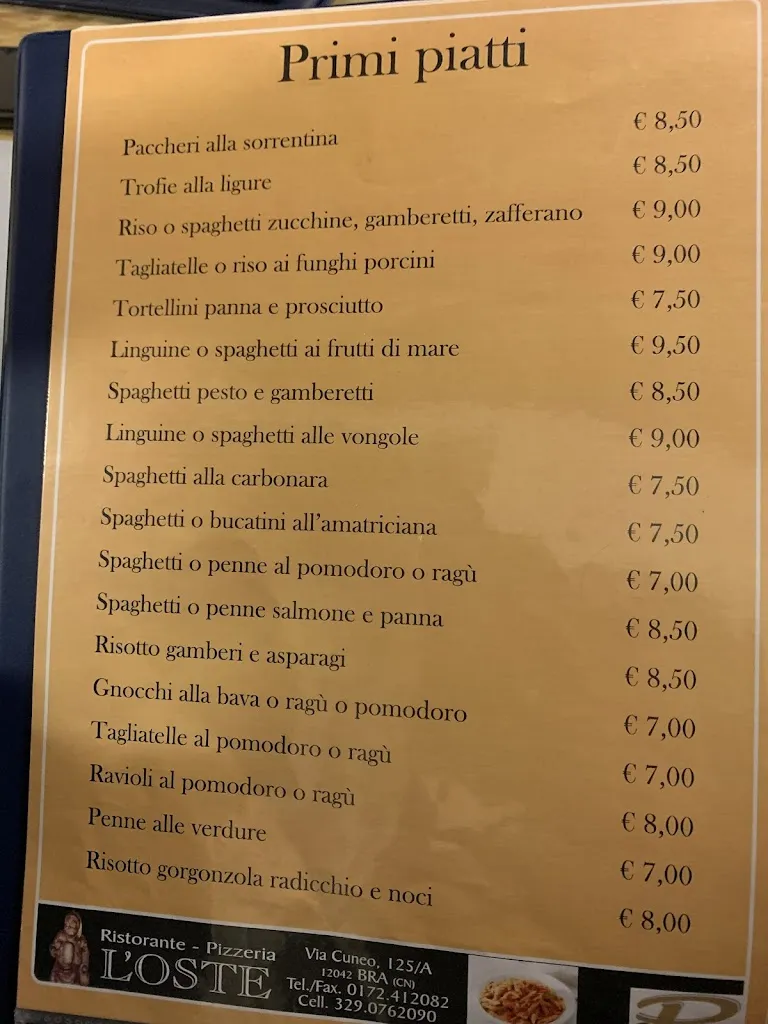 Primi piatti
Paccheri alla sorrentina € 8,50
Trofie alla ligure € 8,50
Riso o spaghetti zucchine, gamberetti, zafferano € 9,00
Tagliatelle o riso ai funghi porcini € 9,00
Tortellini panna e prosciutto € 7,50
Linguine o spaghetti ai frutti di mare € 9,50
Spaghetti pesto e gamberetti € 8,50
Linguine o spaghetti alle vongole € 9,00
Spaghetti alla carbonara € 7,50
Spaghetti o bucatini all'amatriciana € 7,50
Spaghetti o penne al pomodoro o ragù € 7,00
Spaghetti o penne salmone e panna € 8,50
Risotto gamberi e asparagi € 8,50
Gnocchi alla bava o ragù o pomodoro € 7,00
Tagliatelle al pomodoro o ragù € 7,00
Ravioli al pomodoro o ragù € 8,00
Penne alle verdure € 7,00
Risotto gorgonzola radicchio e noci € 8,00
Ristorante - Pizzeria
L'OSTE
Via Cuneo, 125/A
12042 BRA (CN)
Tel./Fax. 0172.412082
Cell. 329.0762090